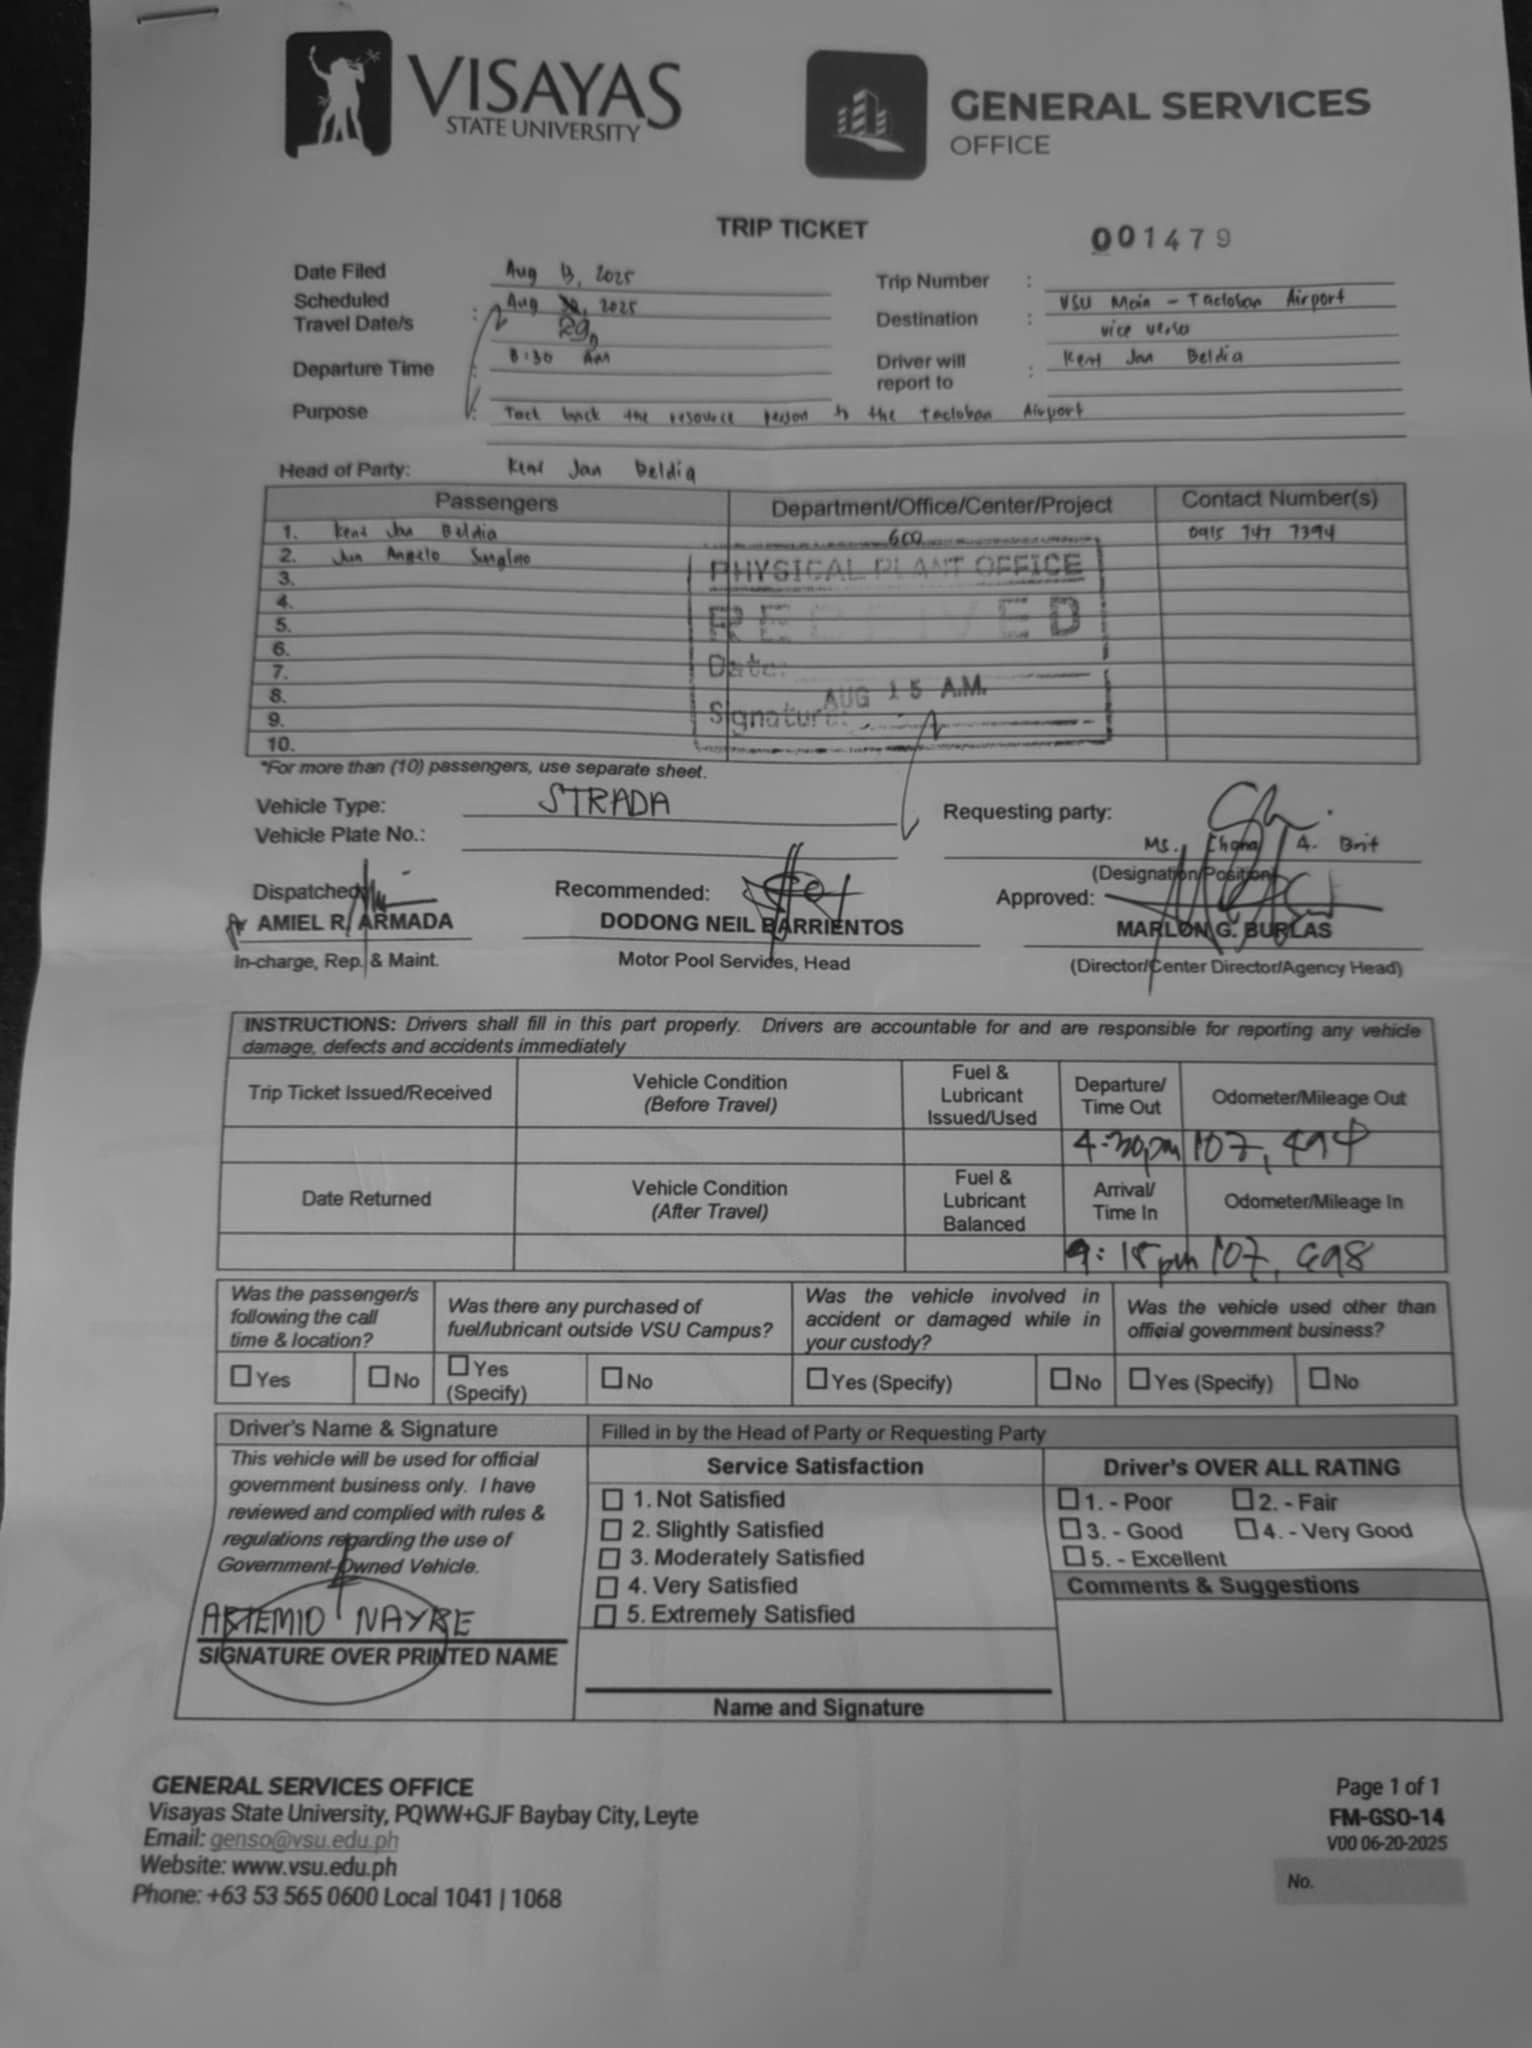 VISAYAS
STATE UNIVERSITY
GENERAL SERVICES
OFFICE
TRIP TICKET
001479
Date Filed Aug 13, 2025
Trip Number :
Scheduled Travel Date/s : Aug 29, 2025
Destination : VSU Main - Tacloban Airport
vice versa
Departure Time : 8:30 AM
Driver will report to : Kent Jan Beldia
Purpose : back the resource person to the Tacloban Airport
Head of Party: Kent Jan Beldia
Passengers Department/Office/Center/Project Contact Number(s)
1. Kent Jan Beldia 0915 747 7394
2. Jun Angelo
3.
4.
5.
6.
7.
8.
9.
10.
PHYSICAL PLANT OFFICE
RECEIVED
Date:
AUG 15 A.M.
Signature:
*For more than (10) passengers, use separate sheet.
Vehicle Type: STRADA
Requesting party:
Vehicle Plate No.:
Ms. Chona A. Brit
(Designation/Position)
Dispatched
Recommended:
Approved:
AMIEL R. ARMADA
DODONG NEIL BARRIENTOS
MARLON G. BURLAS
In-charge, Rep. & Maint.
Motor Pool Services, Head
(Director/Center Director/Agency Head)
INSTRUCTIONS: Drivers shall fill in this part properly. Drivers are accountable for and are responsible for reporting any vehicle
damage, defects and accidents immediately
Trip Ticket Issued/Received
Vehicle Condition
(Before Travel)
Fuel &
Lubricant
Issued/Used
Departure/
Time Out
Odometer/Mileage Out
4:30pm 107,494
Date Returned
Vehicle Condition
(After Travel)
Fuel &
Lubricant
Balanced
Arrival/
Time In
Odometer/Mileage In
9:15pm 107,698
Was the passenger/s
following the call
time & location?
Was there any purchased of
fuel/lubricant outside VSU Campus?
Was the vehicle involved in
accident or damaged while in
your custody?
Was the vehicle used other than
official government business?
Yes
No
Yes
(Specify)
No
Yes (Specify)
No
Yes (Specify)
No
Driver's Name & Signature
This vehicle will be used for official
government business only. I have
reviewed and complied with rules &
regulations regarding the use of
Government-Owned Vehicle.
ARTEMIO NAYRE
SIGNATURE OVER PRINTED NAME
Filled in by the Head of Party or Requesting Party
Service Satisfaction
1. Not Satisfied
2. Slightly Satisfied
3. Moderately Satisfied
4. Very Satisfied
5. Extremely Satisfied
Name and Signature
Driver's OVER ALL RATING
1. - Poor 2. - Fair
3. - Good 4. - Very Good
5. - Excellent
Comments & Suggestions
GENERAL SERVICES OFFICE
Visayas State University, PQWW+GJF Baybay City, Leyte
Email: genso@vsu.edu.ph
Website: www.vsu.edu.ph
Phone: +63 53 565 0600 Local 1041 | 1068
Page 1 of 1
FM-GSO-14
V00 06-20-2025
No.